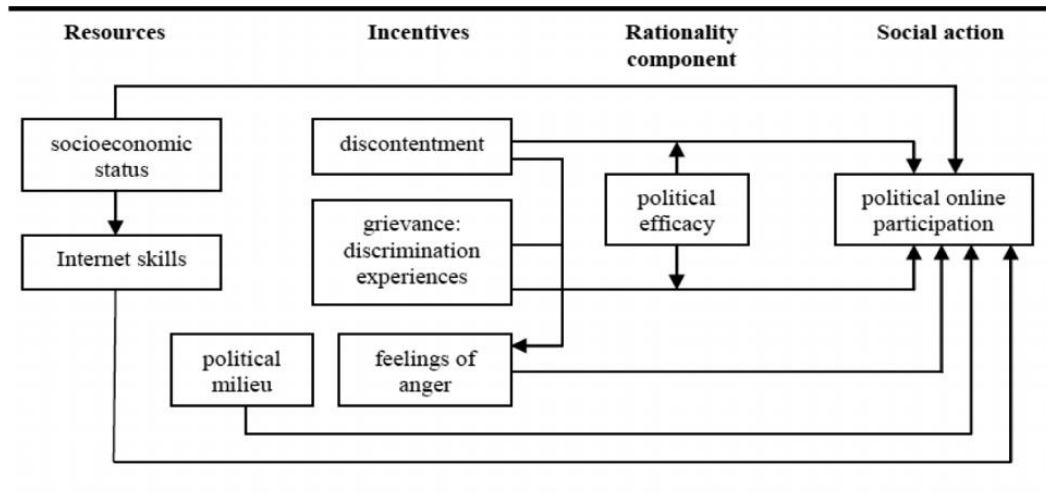 Resources
Incentives
Rationality
component
Social action
socioeconomic
status
Internet skills
discontentment
grievance:
discrimination
experiences
political
milieu
feelings of
anger
political
efficacy
political online
participation